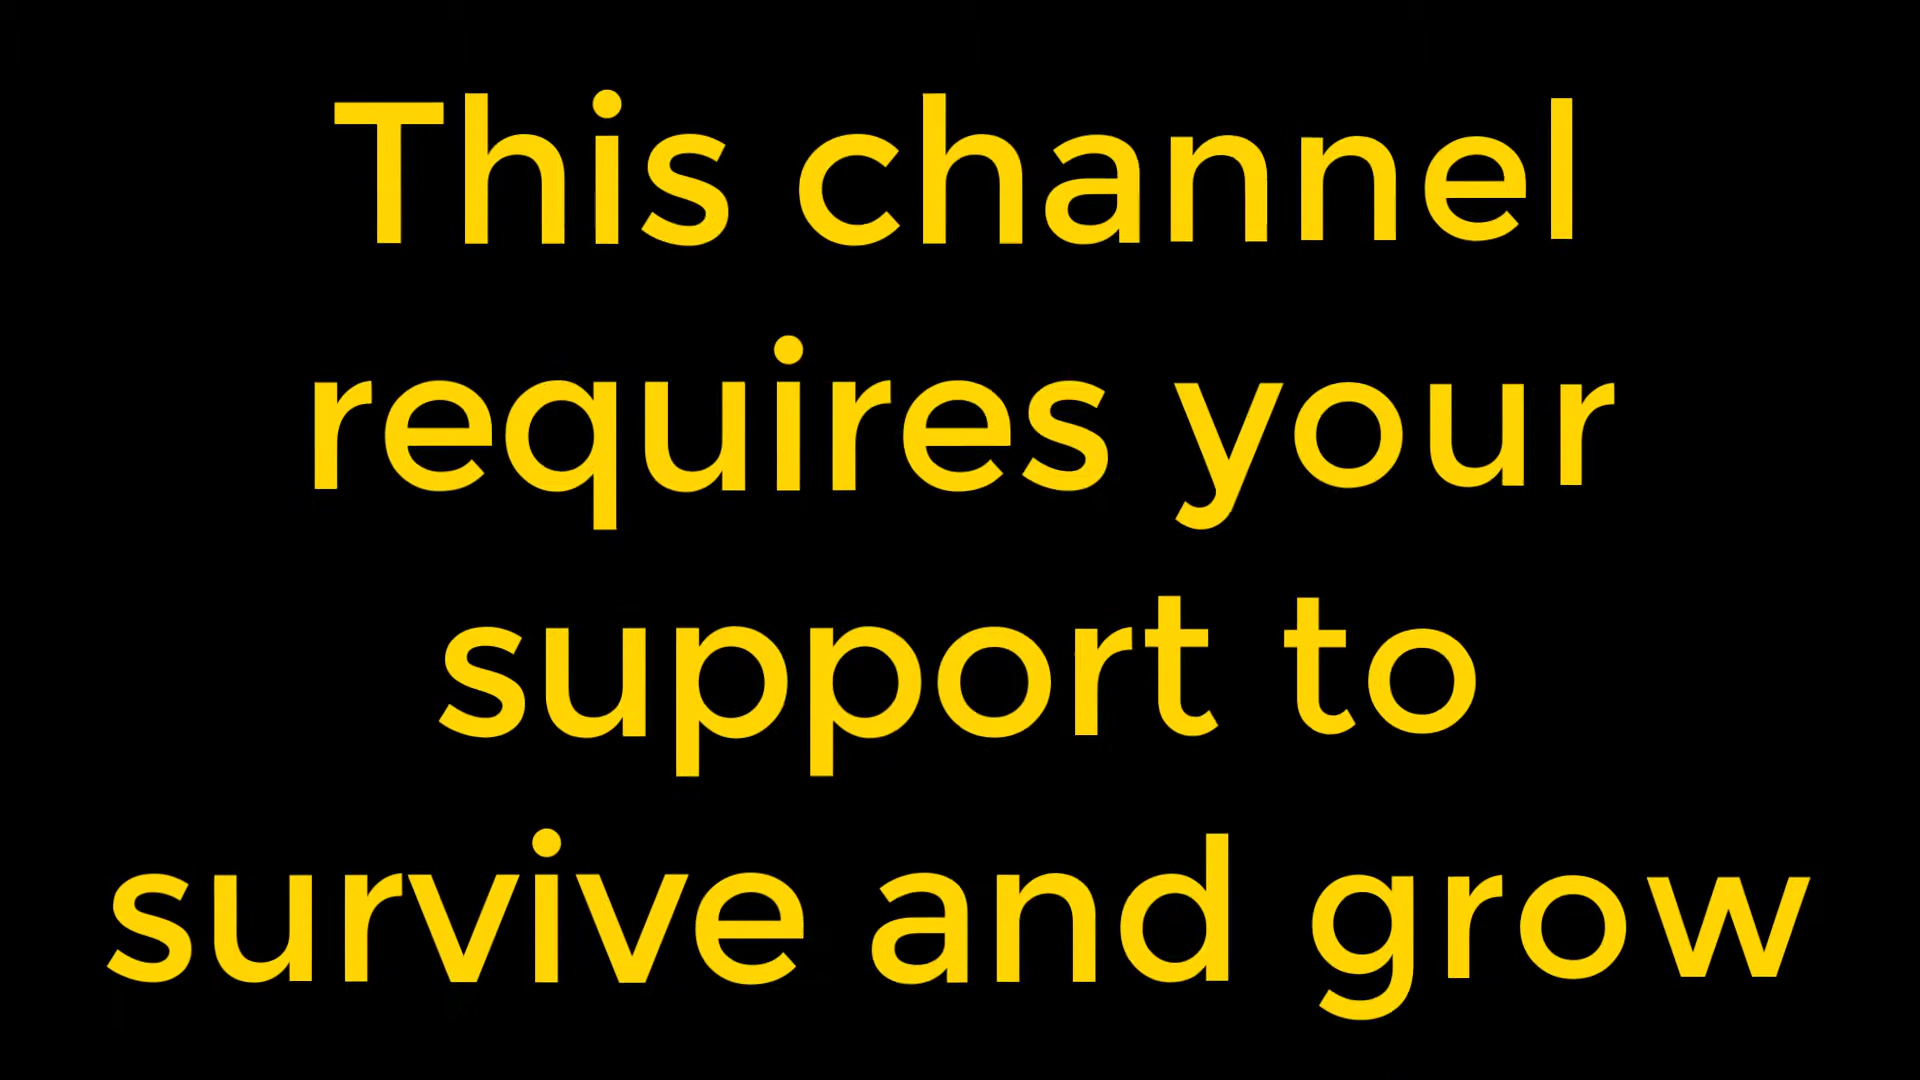 This channel
requires your
support to
survive and grow